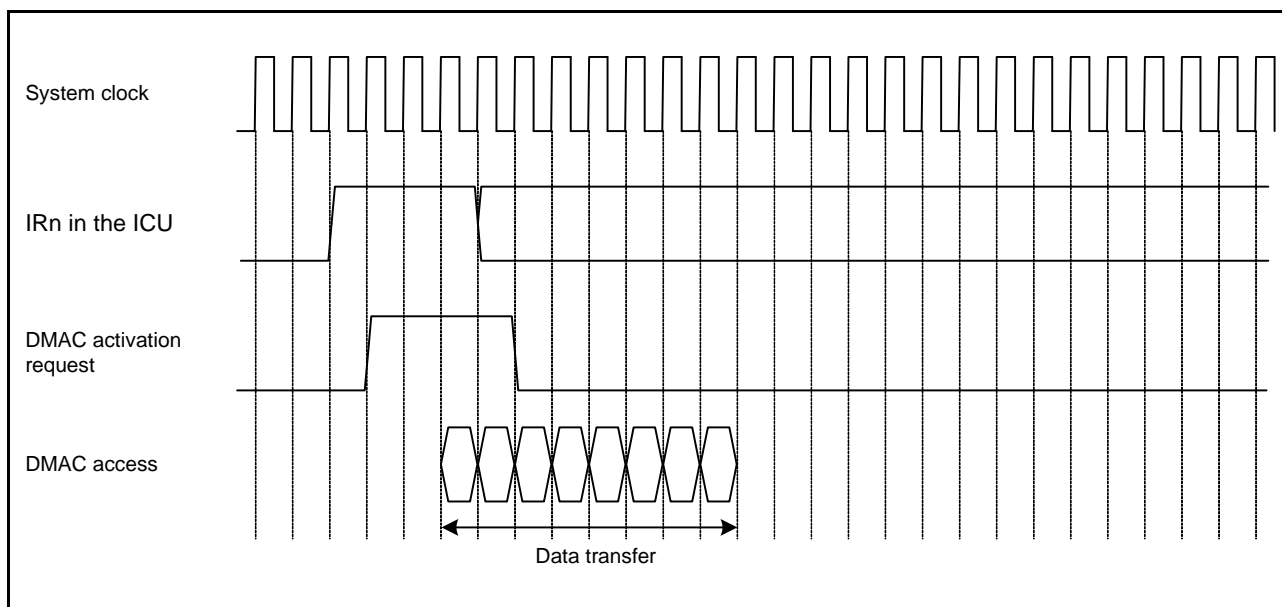 System clock
IRn in the ICU
DMAC activation
request
DMAC access
Data transfer